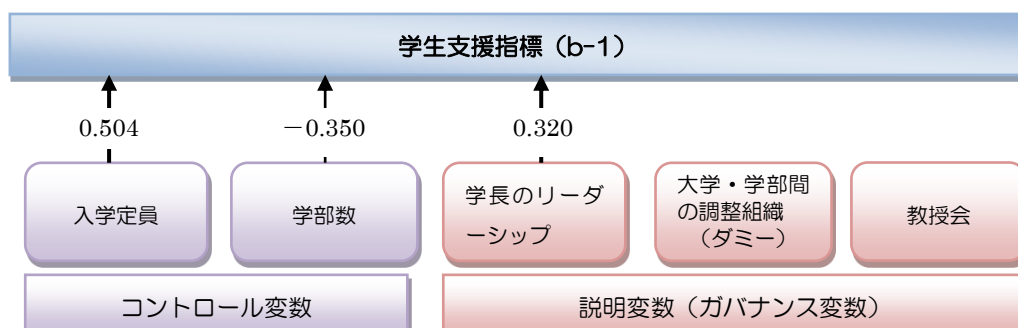 学生支援指標（b-1）
0.504
－0.350
0.320
入学定員
学部数
学長のリーダ
ーシップ
大学・学部間
の調整組織
（ダミー）
教授会
コントロール変数
説明変数（ガバナンス変数）